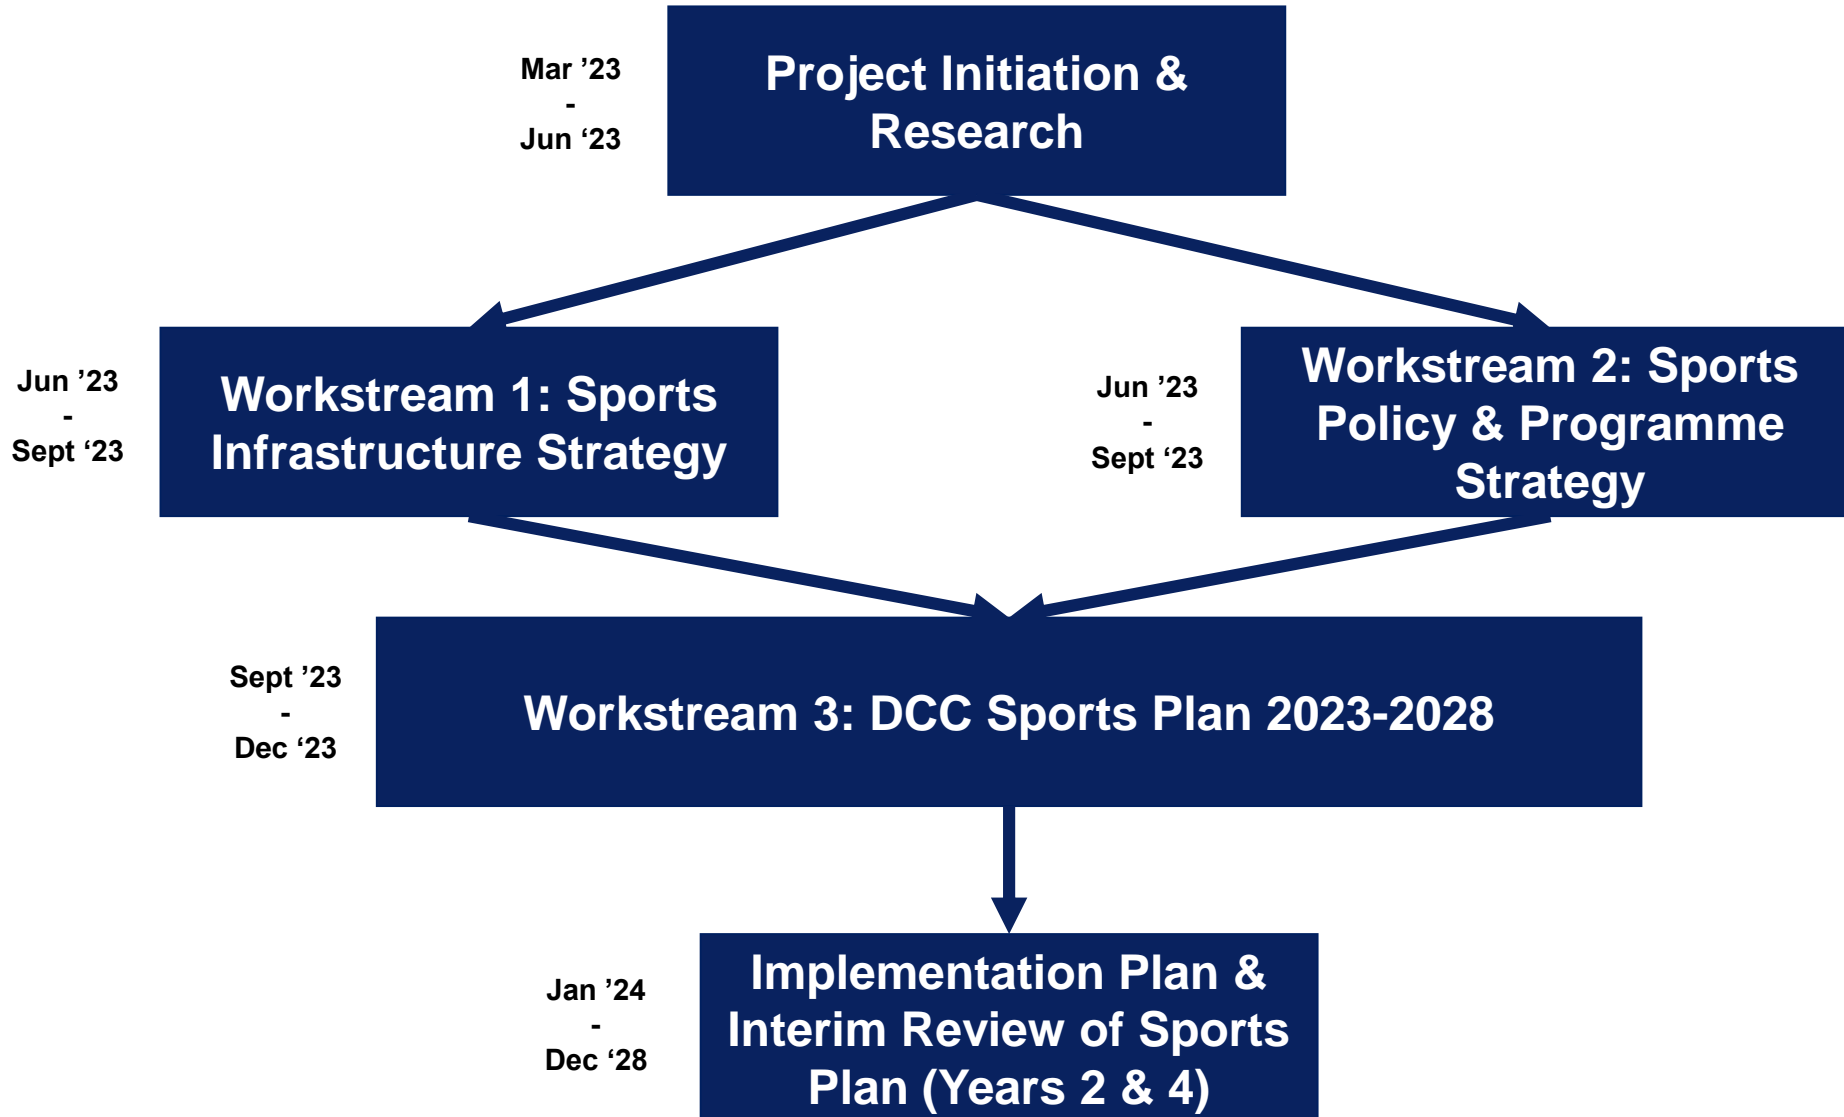 Mar ’23
-
Jun ‘23
Project Initiation &
Research
Jun ’23
-
Sept ‘23
Workstream 1: Sports
Infrastructure Strategy
Jun ’23
-
Sept ‘23
Workstream 2: Sports
Policy & Programme
Strategy
Sept ’23
-
Dec ‘23
Workstream 3: DCC Sports Plan 2023-2028
Jan ’24
-
Dec ‘28
Implementation Plan &
Interim Review of Sports
Plan (Years 2 & 4)